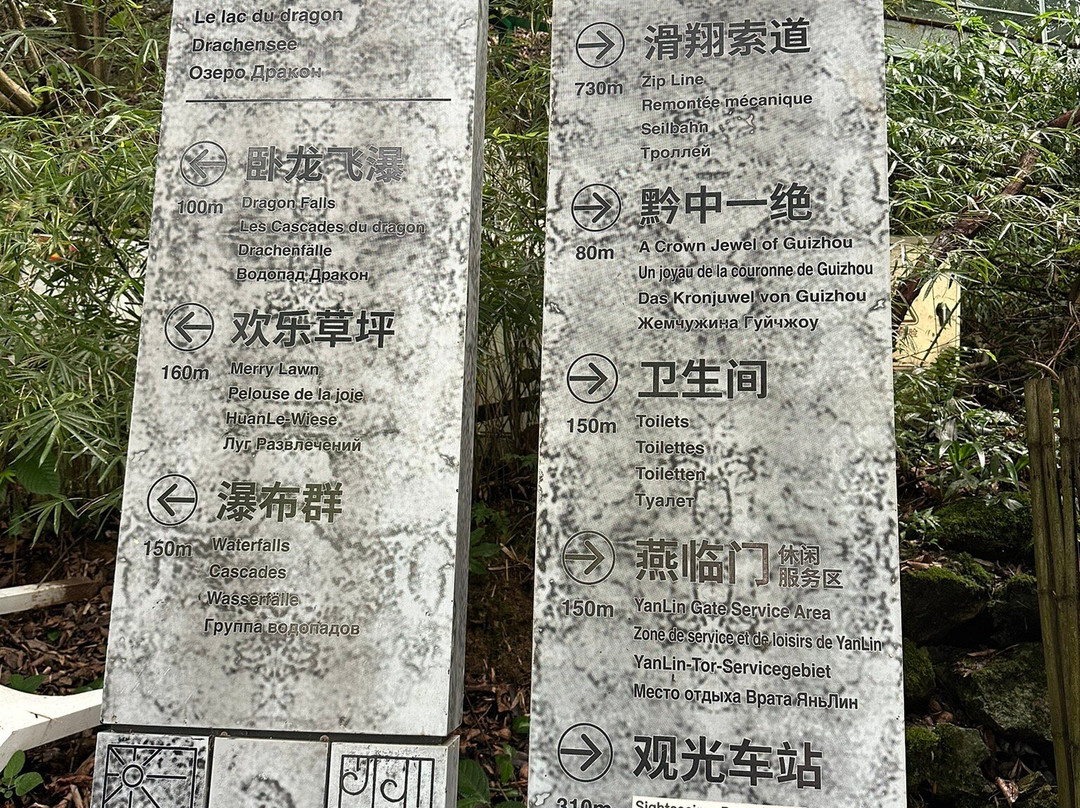 Le lac du dragon
Drachensee
Озеро Дракон
卧龙飞瀑
100m
Dragon Falls
Les Cascades du dragon
Drachenfälle
Водопад Дракон
欢乐草坪
160m
Merry Lawn
Pelouse de la joie
HuanLe-Wiese
Луг Развлечений
瀑布群
150m
Waterfalls
Cascades
Wasserfälle
Группа водопадов
滑翔索道
730m
Zip Line
Remontée mécanique
Seilbahn
Троллей
黔中一绝
80m
A Crown Jewel of Guizhou
Un joyau de la couronne de Guizhou
Das Kronjuwel von Guizhou
Жемчужина Гуйчжоу
卫生间
150m
Toilets
Toilettes
Toiletten
Туалет
燕临门 休闲服务区
150m
YanLin Gate Service Area
Zone de service et de loisirs de YanLin
YanLin-Tor-Servicegebiet
Место отдыха Врата ЯньЛин
观光车站
310m